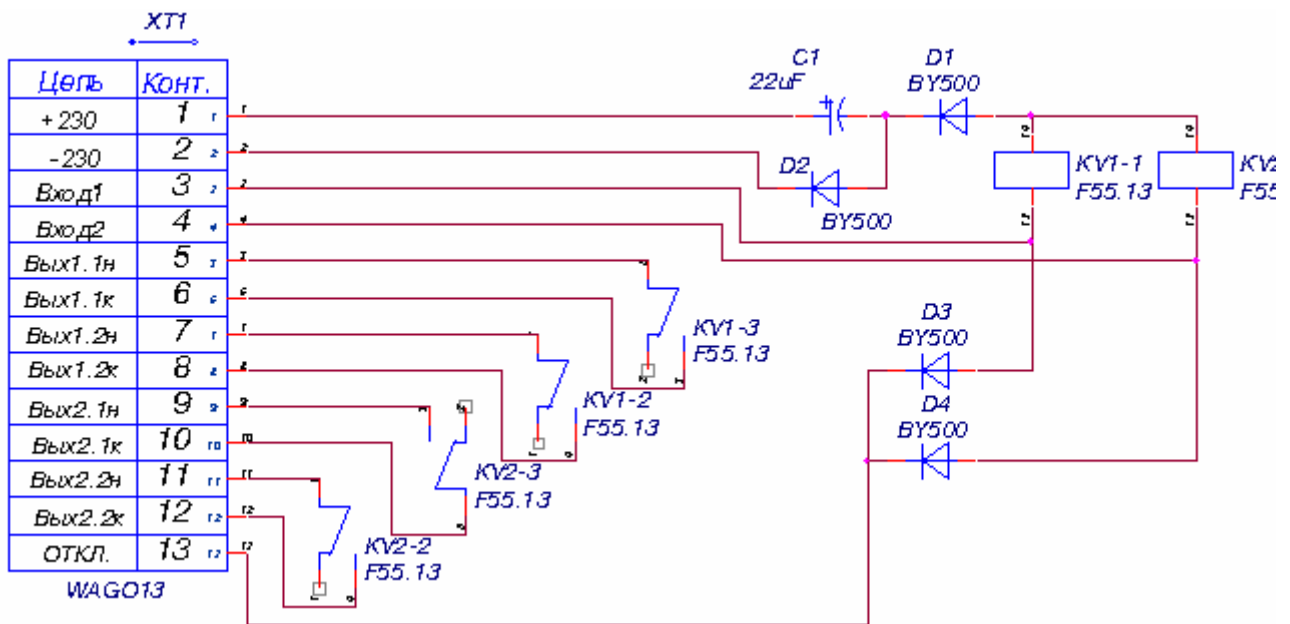 XT1
Цепь Конт.
+230 1
-230 2
Вход1 3
Вход2 4
Вых1.1н 5
Вых1.1к 6
Вых1.2н 7
Вых1.2к 8
Вых2.1н 9
Вых2.1к 10
Вых2.2н 11
Вых2.2к 12
ОТКЛ. 13
WAGO13
C1
22uF
D1
BY500
D2
BY500
KV1-1
F55.13
KV2
F55
KV1-3
F55.13
D3
BY500
KV1-2
F55.13
D4
BY500
KV2-3
F55.13
KV2-2
F55.13